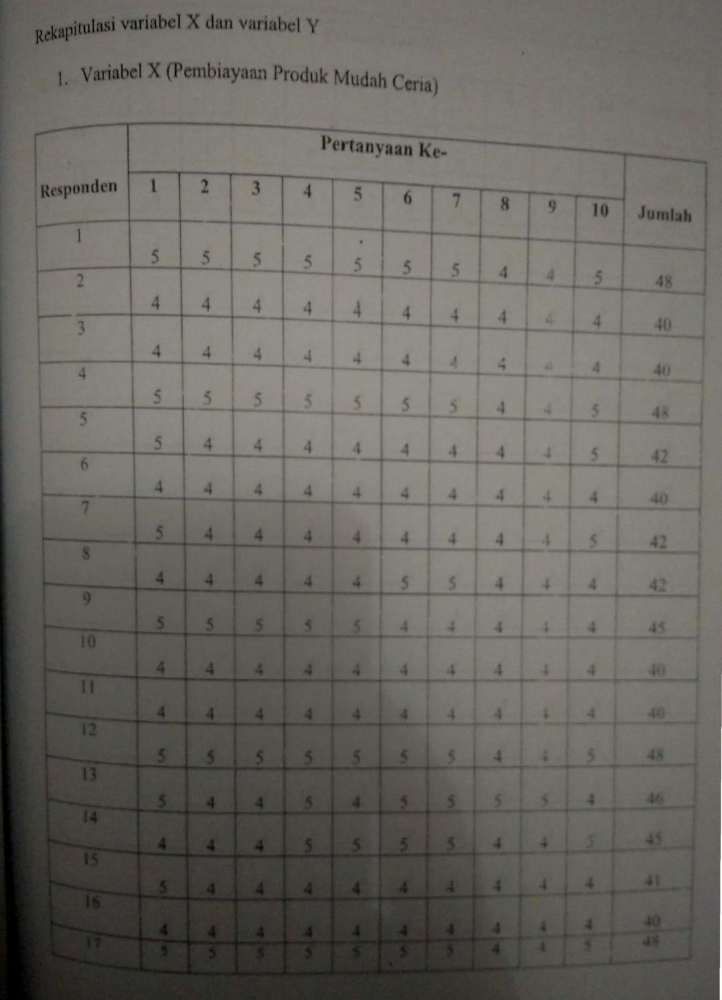 Rekapitulasi variabel X dan variabel Y
1. Variabel X (Pembiayaan Produk Mudah Ceria)
Responden Pertanyaan Ke- Jumlah
1 2 3 4 5 6 7 8 9 10
1 5 5 5 5 5 5 5 4 4 5 48
2 4 4 4 4 4 4 4 4 4 4 40
3 4 4 4 4 4 4 4 4 4 4 40
4 5 5 5 5 5 5 5 4 4 5 48
5 5 4 4 4 4 4 4 4 4 5 42
6 4 4 4 4 4 4 4 4 4 4 40
7 5 4 4 4 4 4 4 4 4 5 42
8 4 4 4 4 4 5 5 4 4 4 42
9 5 5 5 5 5 4 4 4 4 4 45
10 4 4 4 4 4 4 4 4 4 4 40
11 4 4 4 4 4 4 4 4 4 4 40
12 5 5 5 5 5 5 5 4 4 5 48
13 5 4 4 5 4 5 5 5 5 4 46
14 4 4 4 5 5 5 5 4 4 5 45
15 5 4 4 4 4 4 4 4 4 4 41
16 4 4 4 4 4 4 4 4 4 4 40
17 5 5 5 5 5 5 5 4 4 5 48